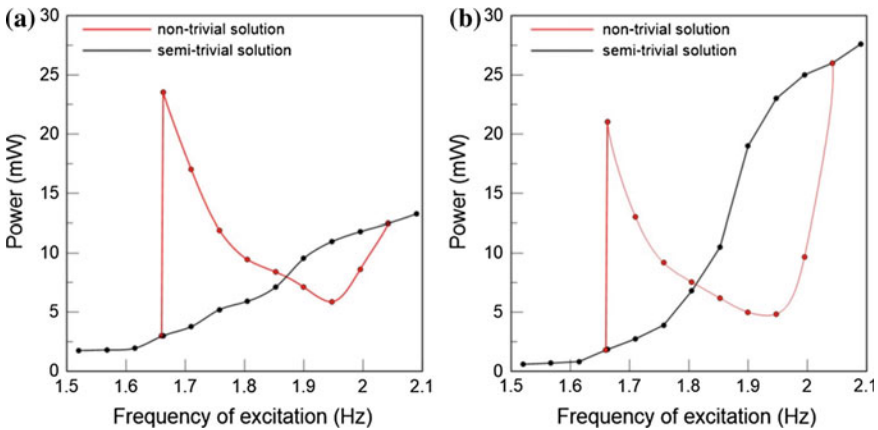 (a)
30
25
20
15
10
5
0
Power (mW)
non-trivial solution
semi-trivial solution
1.5 1.6 1.7 1.8 1.9 2 2.1
Frequency of excitation (Hz)
(b)
30
25
20
15
10
5
0
Power (mW)
non-trivial solution
semi-trivial solution
1.5 1.6 1.7 1.8 1.9 2 2.1
Frequency of excitation (Hz)